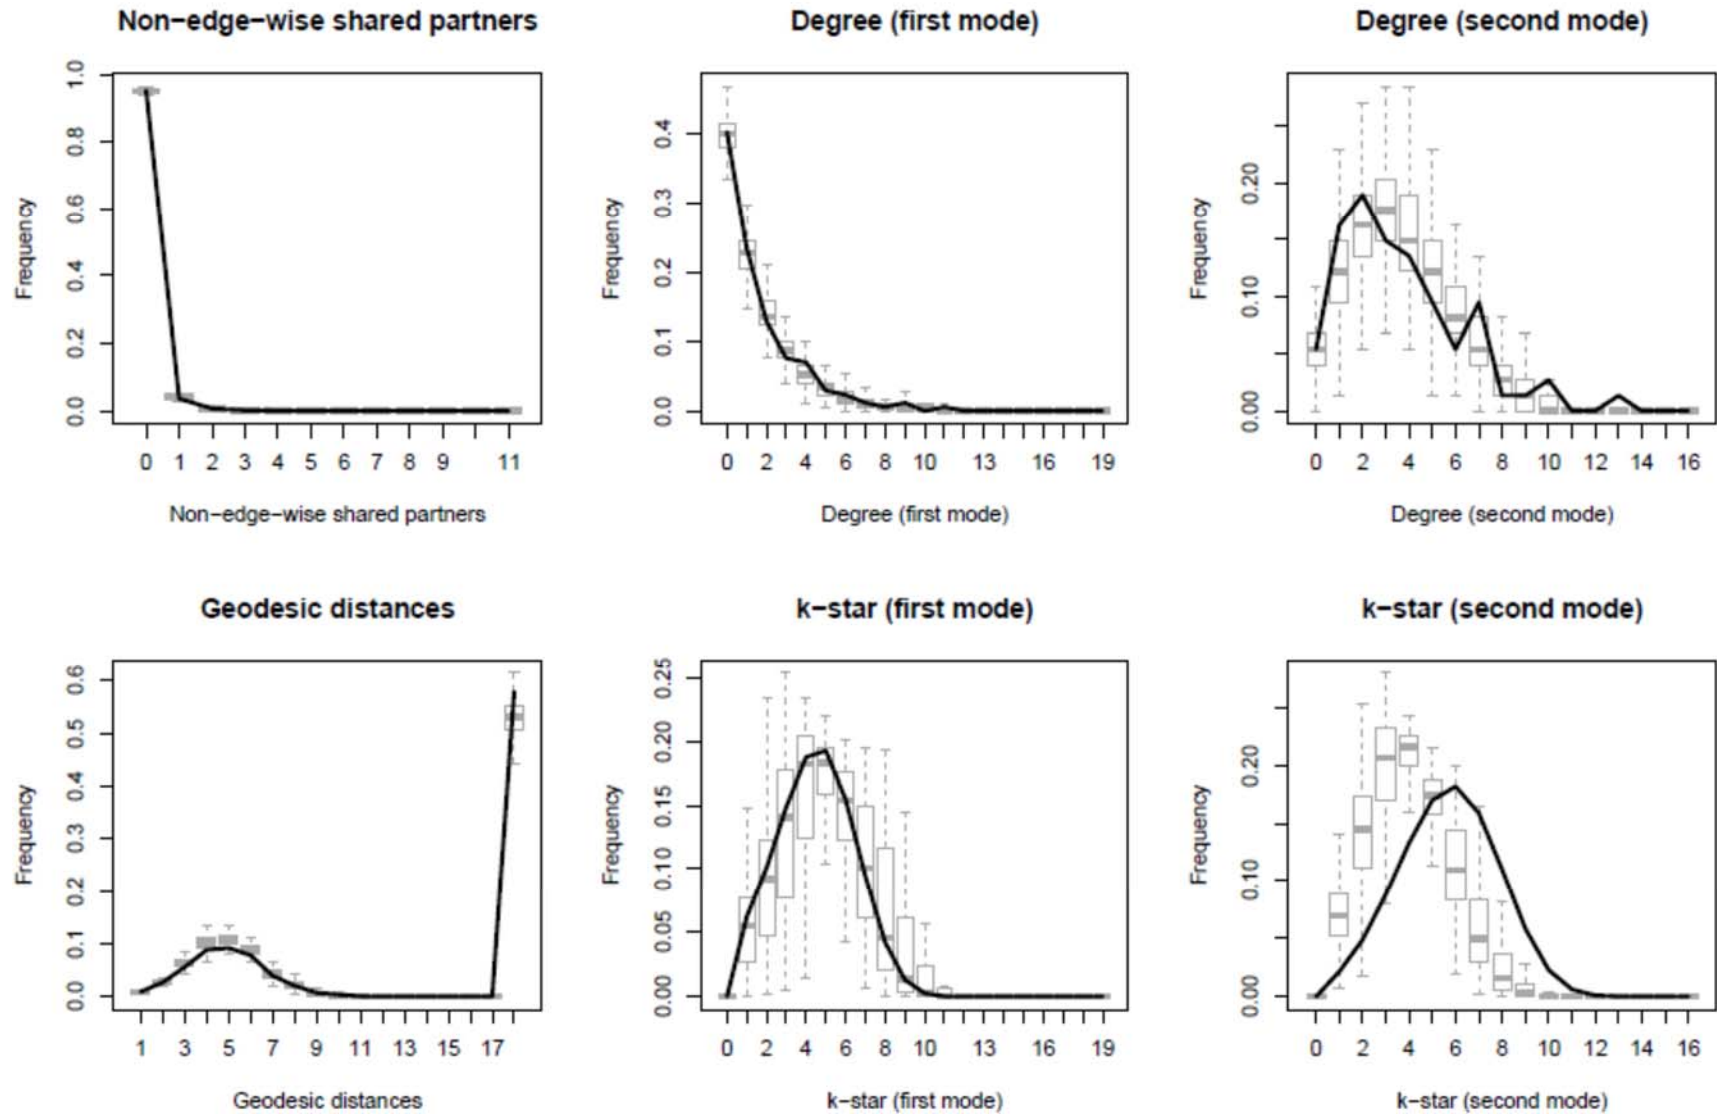 Non-edge-wise shared partners
Frequency
1.0
0.8
0.6
0.4
0.2
0.0
0 1 2 3 4 5 6 7 8 9 11
Non-edge-wise shared partners
Degree (first mode)
Frequency
0.4
0.3
0.2
0.1
0.0
0 2 4 6 8 10 13 16 19
Degree (first mode)
Degree (second mode)
Frequency
0.20
0.10
0.00
0 2 4 6 8 10 12 14 16
Degree (second mode)
Geodesic distances
Frequency
0.6
0.5
0.4
0.3
0.2
0.1
0.0
1 3 5 7 9 11 13 15 17
Geodesic distances
k-star (first mode)
Frequency
0.25
0.20
0.15
0.10
0.05
0.00
0 2 4 6 8 10 13 16 19
k-star (first mode)
k-star (second mode)
Frequency
0.20
0.10
0.00
0 2 4 6 8 10 12 14 16
k-star (second mode)